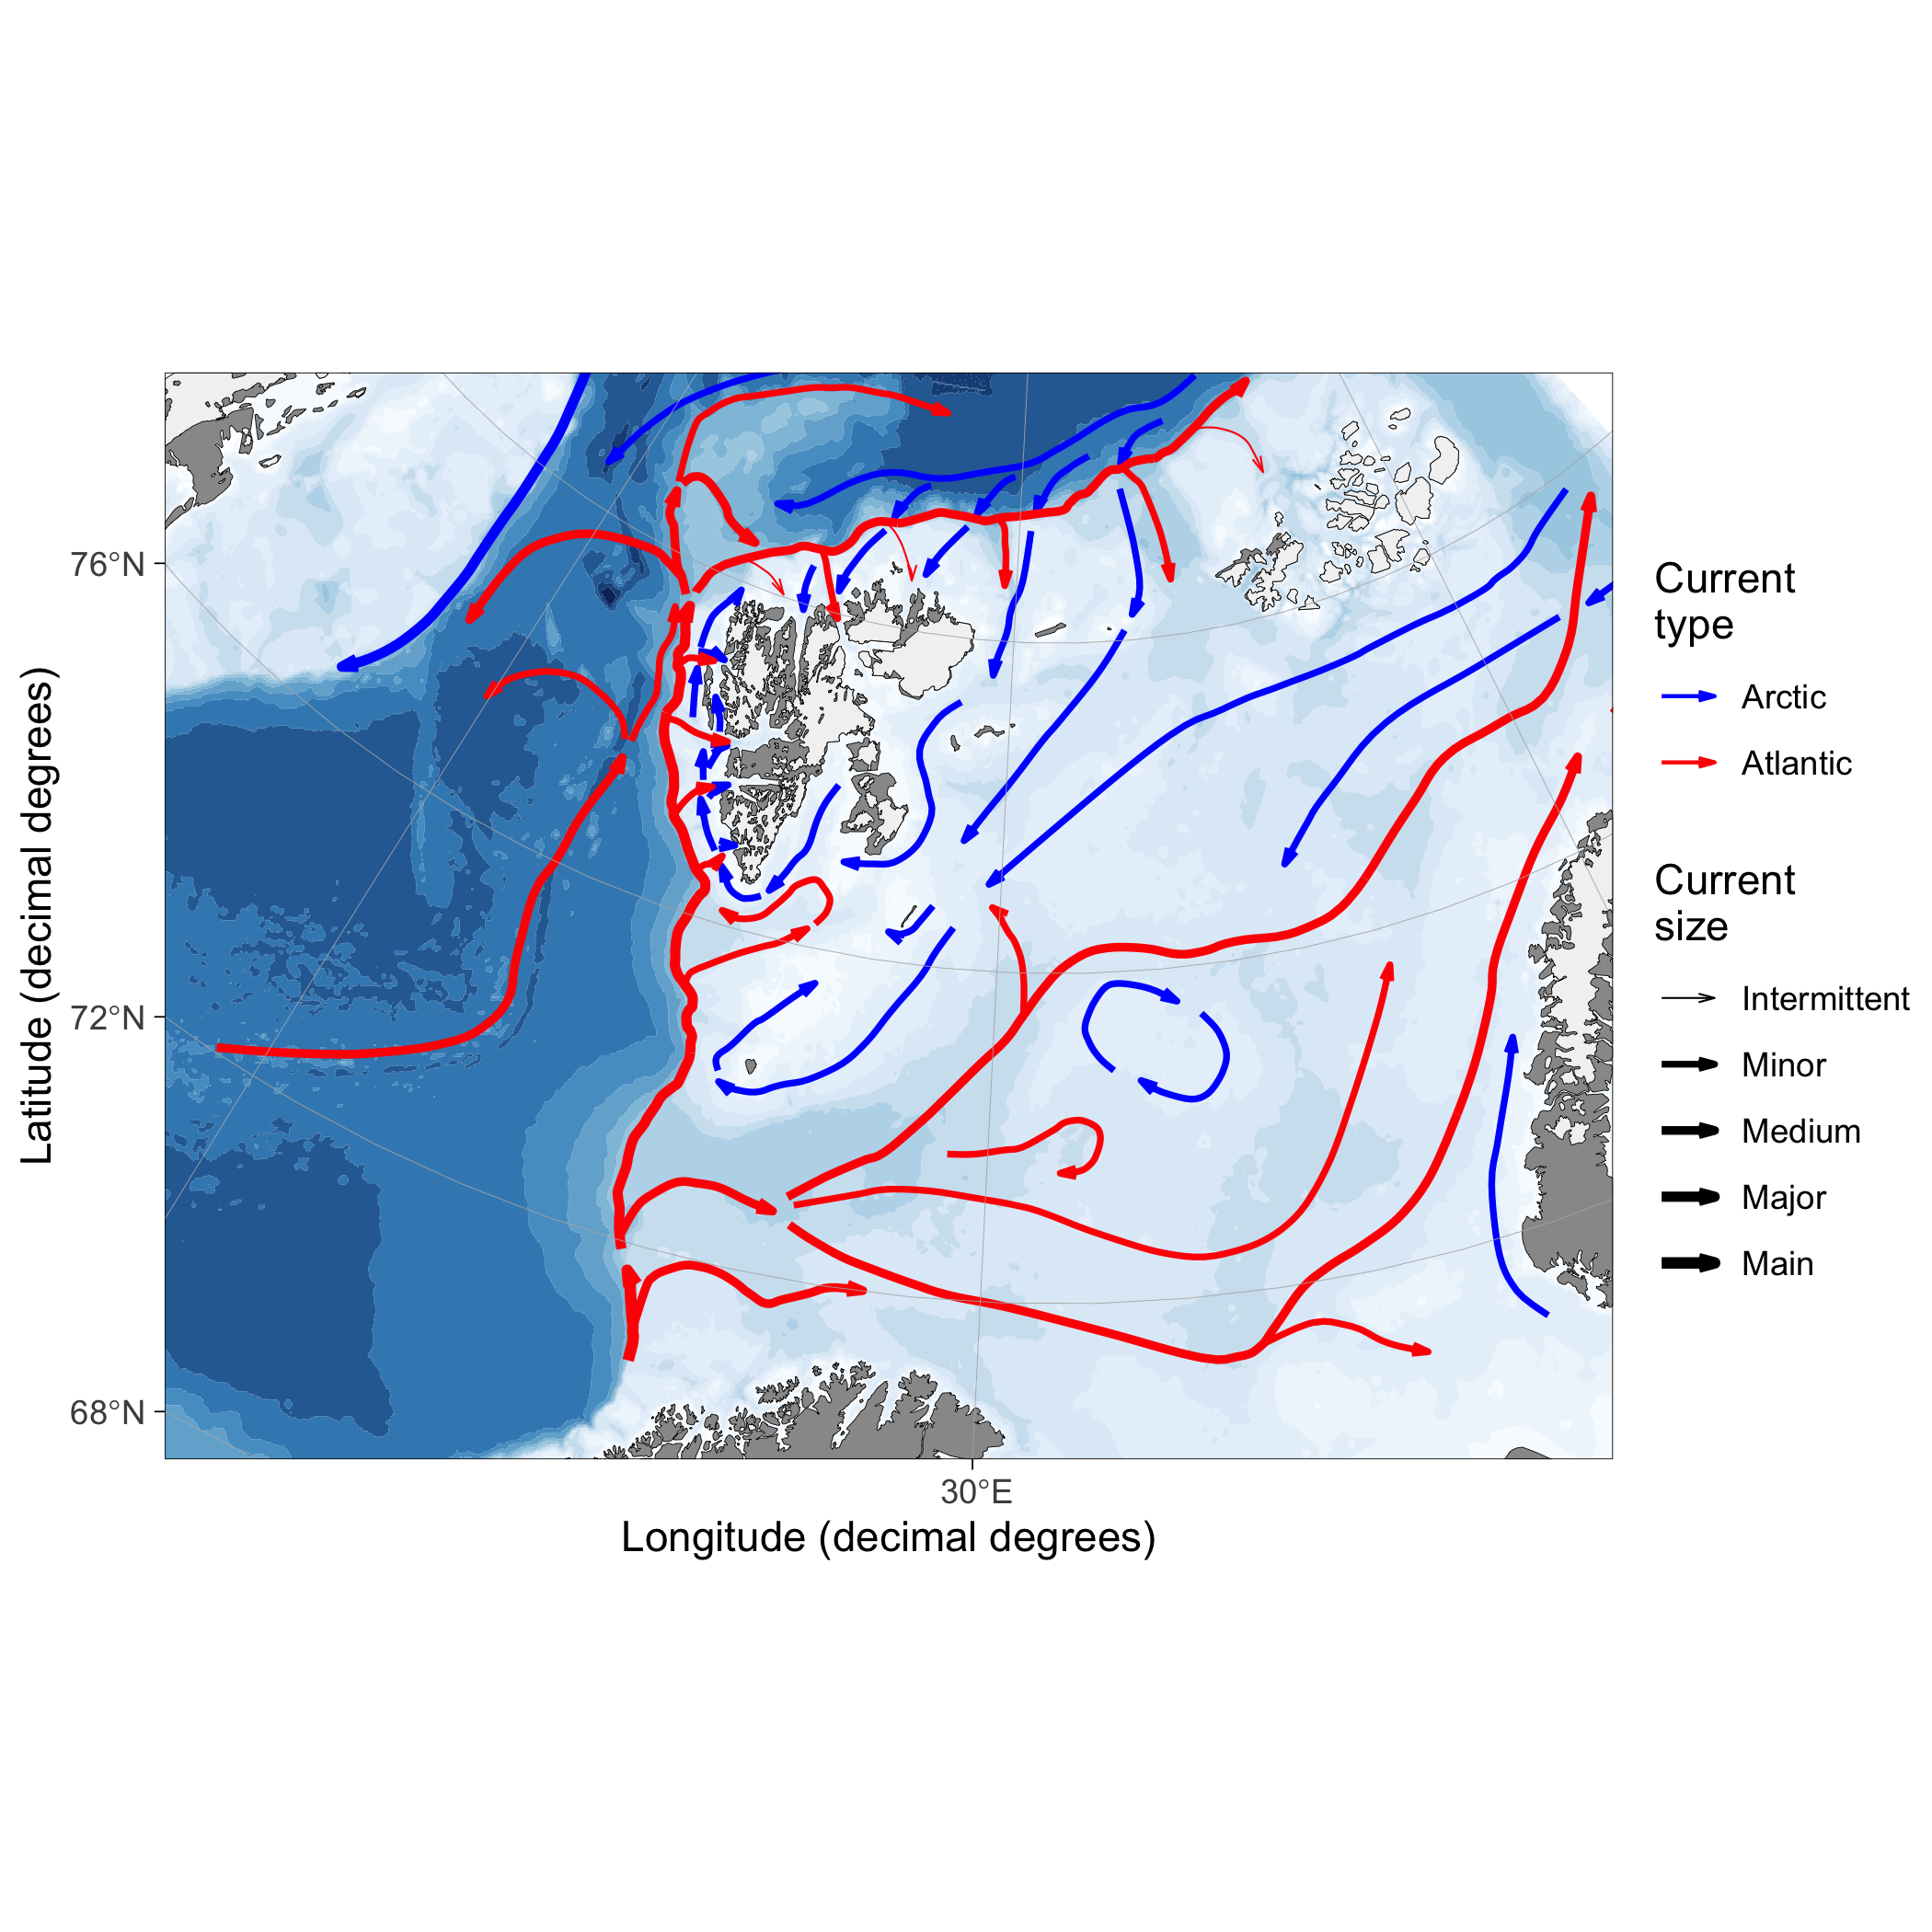 76°N
72°N
68°N
30°E
Latitude (decimal degrees)
Longitude (decimal degrees)
Current
type
Arctic
Atlantic
Current
size
Intermittent
Minor
Medium
Major
Main